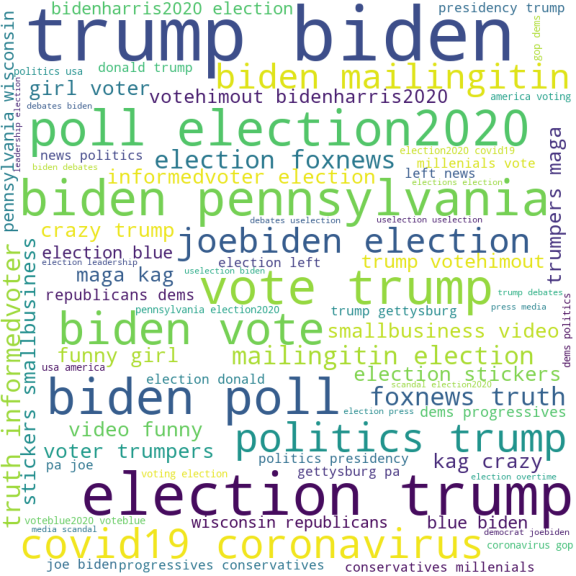 bidenharris2020 election
presidency trump
trump biden
gop dems
pennsylvania wisconsin
politics usa
donald trump
biden mailingitin
leadership election
girl voter
votehimout bidenharris2020
america voting
debates biden
poll election2020
news politics
election foxnews
election2020 covid19
millenials vote
trumpers maga
biden debates
informedvoter election
left news
elections election
biden pennsylvania
crazy trump
debates uselection
uselection uselection
joebiden election
election blue
election leadership
election left
trump votehimout
maga kag
uselection biden
vote trump
republicans dems
trump debates
pennsylvania election2020
trump gettysburg
press media
biden vote
smallbusiness video
dems politics
funny girl
mailingitin election
usa america
election donald
election stickers
scandal election2020
biden poll
foxnews truth
election press
dems progressives
truth informedvoter
stickers smallbusiness
video funny
politics trump
voter trumpers
pa joe
politics presidency
kag crazy
voting election
gettysburg pa
election overtime
election trump
voteblue2020 voteblue
wisconsin republicans
blue biden
media scandal
democrat joebiden
covid19 coronavirus
coronavirus gop
joe biden
progressives conservatives
conservatives millenials